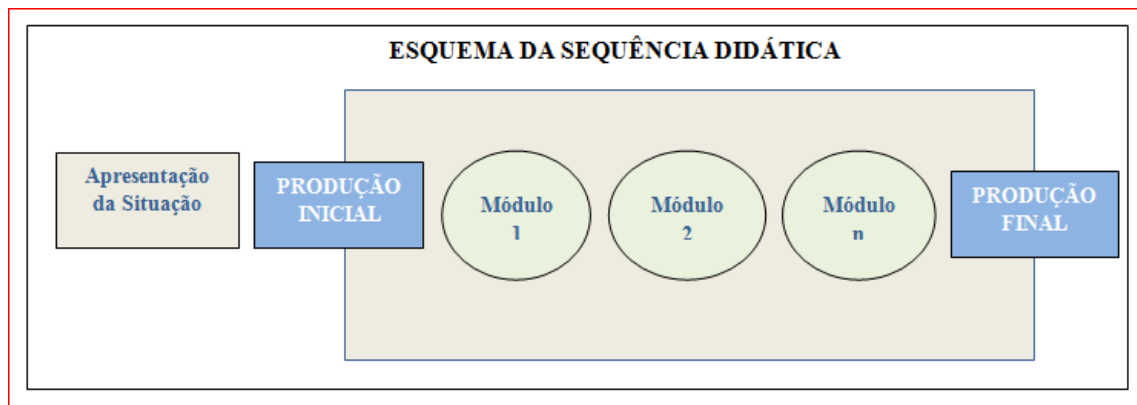 ESQUEMA DA SEQUÊNCIA DIDÁTICA
Apresentação
da Situação
PRODUÇÃO
INICIAL
Módulo
1
Módulo
2
Módulo
n
PRODUÇÃO
FINAL